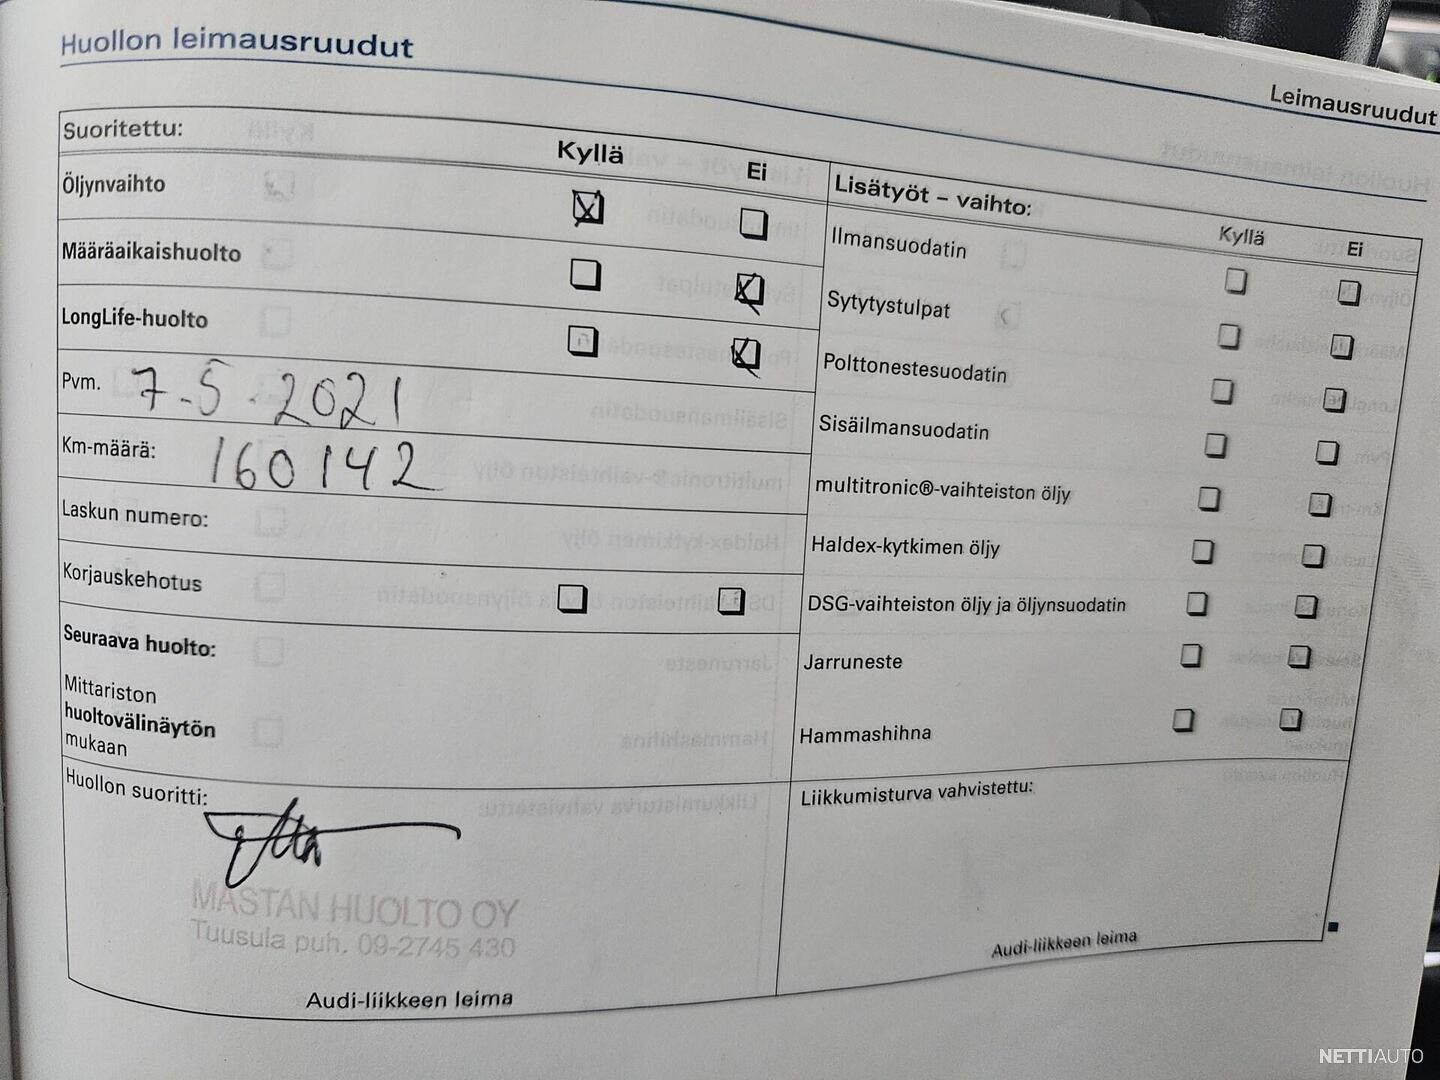 Huollon leimausruudut
Leimausruudut
Suoritettu:
Kyllä
Ei
Öljynvaihto
Määräaikaishuolto
LongLife-huolto
Pvm. 7.5.2021
Km-määrä: 160142
Laskun numero:
Korjauskehotus
Seuraava huolto:
Mittariston
huoltovälinäytön
mukaan
Huollon suoritti:
MASTAN HUOLTO OY
Tuusula puh. 09-2745 430
Audi-liikkeen leima
Lisätyöt – vaihto:
Kyllä
Ei
Ilmansuodatin
Sytytystulpat
Polttonestesuodatin
Sisäilmansuodatin
multitronic®-vaihteiston öljy
Haldex-kytkimen öljy
DSG-vaihteiston öljy ja öljynsuodatin
Jarruneste
Hammashihna
Liikkumisturva vahvistettu:
Audi-liikkeen leima
NETTIAUTO